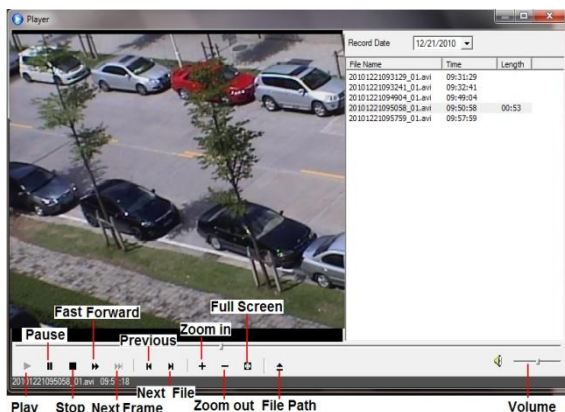 Player
Record Date 12/21/2010
File Name Time Length
20101221093129_01.avi 09:31:29
20101221093241_01.avi 09:32:41
20101221094904_01.avi 09:49:04
20101221095058_01.avi 09:50:58 00:53
20101221095759_01.avi 09:57:59
Full Screen
Fast Forward
Zoom in
Pause
Previous
20101221095058_01.avi
Next File
Play Stop Next Frame Zoom out File Path Volume